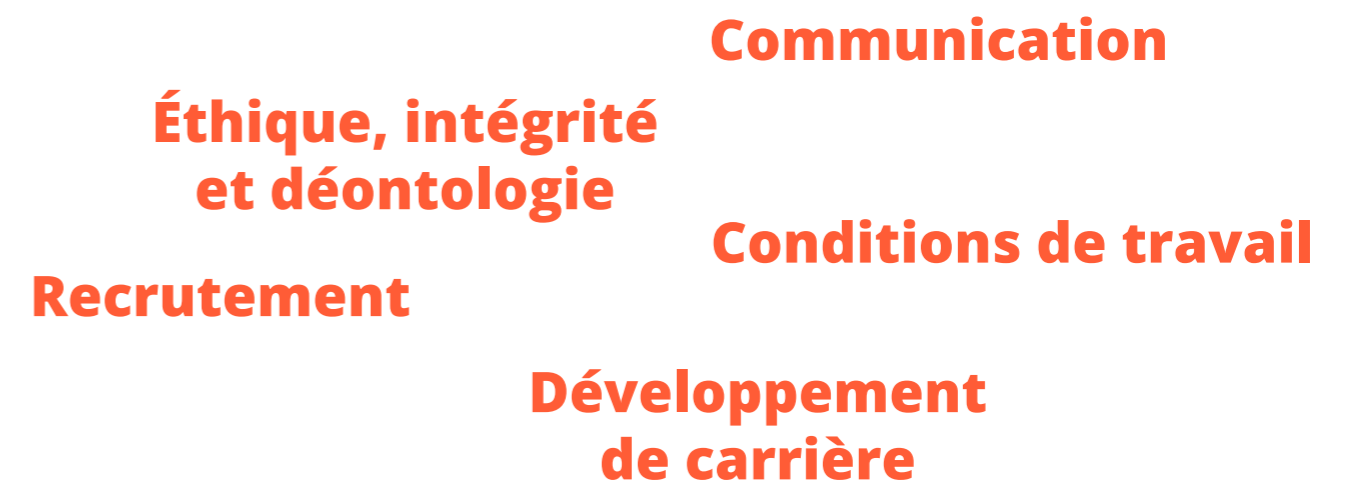 Communication
Éthique, intégrité
et déontologie
Conditions de travail
Recrutement
Développement
de carrière